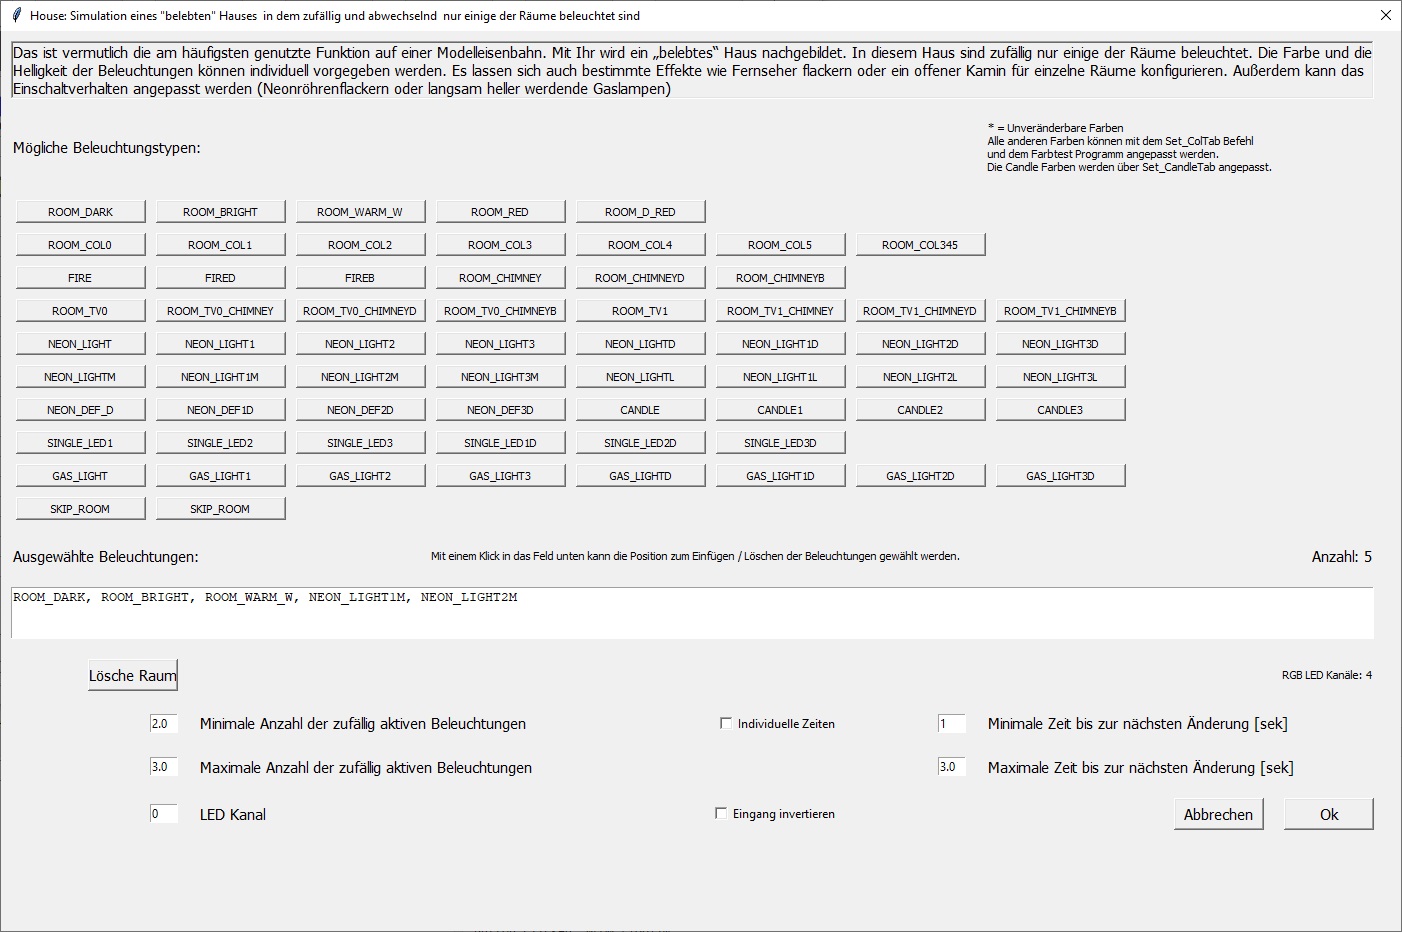 House: Simulation eines "belebten" Hauses  in dem zufällig und abwechselnd  nur einige der Räume beleuchtet sind
Das ist vermutlich die am häufigsten genutzte Funktion auf einer Modelleisenbahn. Mit Ihr wird ein „belebtes“ Haus nachgebildet. In diesem Haus sind zufällig nur einige der Räume beleuchtet. Die Farbe und die
Helligkeit der Beleuchtungen können individuell vorgegeben werden. Es lassen sich auch bestimmte Effekte wie Fernseher flackern oder ein offener Kamin für einzelne Räume konfigurieren. Außerdem kann das
Einschaltverhalten angepasst werden (Neonröhrenflackern oder langsam heller werdende Gaslampen)
Mögliche Beleuchtungstypen:
* = Unveränderbare Farben
Alle anderen Farben können mit dem Set_ColTab Befehl
und dem Farbtest Programm angepasst werden.
Die Candle Farben werden über Set_CandleTab angepasst.
ROOM_DARK ROOM_BRIGHT ROOM_WARM_W ROOM_RED ROOM_D_RED
ROOM_COL0 ROOM_COL1 ROOM_COL2 ROOM_COL3 ROOM_COL4 ROOM_COL5 ROOM_COL345
FIRE FIRED FIREB ROOM_CHIMNEY ROOM_CHIMNEYD ROOM_CHIMNEYB
ROOM_TV0 ROOM_TV0_CHIMNEY ROOM_TV0_CHIMNEYD ROOM_TV0_CHIMNEYB ROOM_TV1 ROOM_TV1_CHIMNEY ROOM_TV1_CHIMNEYD ROOM_TV1_CHIMNEYB
NEON_LIGHT NEON_LIGHT1 NEON_LIGHT2 NEON_LIGHT3 NEON_LIGHTD NEON_LIGHT1D NEON_LIGHT2D NEON_LIGHT3D
NEON_LIGHTM NEON_LIGHT1M NEON_LIGHT2M NEON_LIGHT3M NEON_LIGHTL NEON_LIGHT1L NEON_LIGHT2L NEON_LIGHT3L
NEON_DEF_D NEON_DEF1D NEON_DEF2D NEON_DEF3D CANDLE CANDLE1 CANDLE2 CANDLE3
SINGLE_LED1 SINGLE_LED2 SINGLE_LED3 SINGLE_LED1D SINGLE_LED2D SINGLE_LED3D
GAS_LIGHT GAS_LIGHT1 GAS_LIGHT2 GAS_LIGHT3 GAS_LIGHTD GAS_LIGHT1D GAS_LIGHT2D GAS_LIGHT3D
SKIP_ROOM SKIP_ROOM
Ausgewählte Beleuchtungen: Mit einem Klick in das Feld unten kann die Position zum Einfügen / Löschen der Beleuchtungen gewählt werden. Anzahl: 5
ROOM_DARK, ROOM_BRIGHT, ROOM_WARM_W, NEON_LIGHT1M, NEON_LIGHT2M
Lösche Raum RGB LED Kanäle: 4
2.0 Minimale Anzahl der zufällig aktiven Beleuchtungen Individuelle Zeiten 1 Minimale Zeit bis zur nächsten Änderung [sek]
3.0 Maximale Anzahl der zufällig aktiven Beleuchtungen 3.0 Maximale Zeit bis zur nächsten Änderung [sek]
0 LED Kanal Eingang invertieren Abbrechen Ok